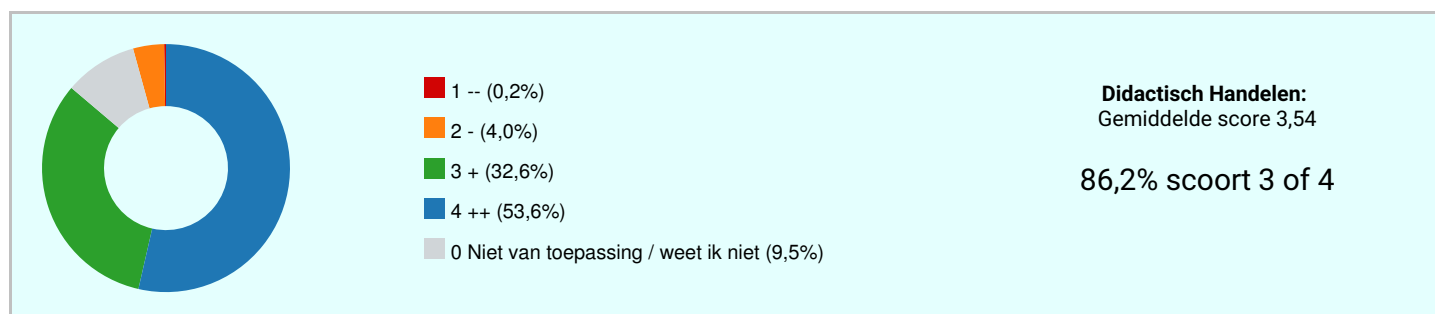 1 -- (0,2%)
2 - (4,0%)
3 + (32,6%)
4 ++ (53,6%)
0 Niet van toepassing / weet ik niet (9,5%)
Didactisch Handelen:
Gemiddelde score 3,54
86,2% scoort 3 of 4